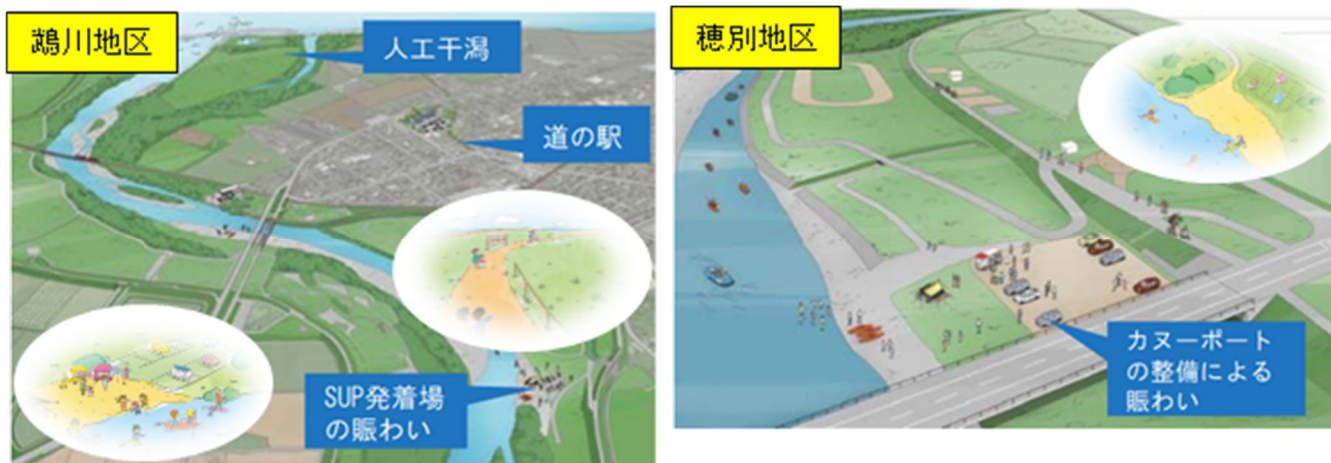 鵡川地区
人工干潟
道の駅
SUP発着場
の賑わい
穂別地区
カヌーポート
の整備による
賑わい